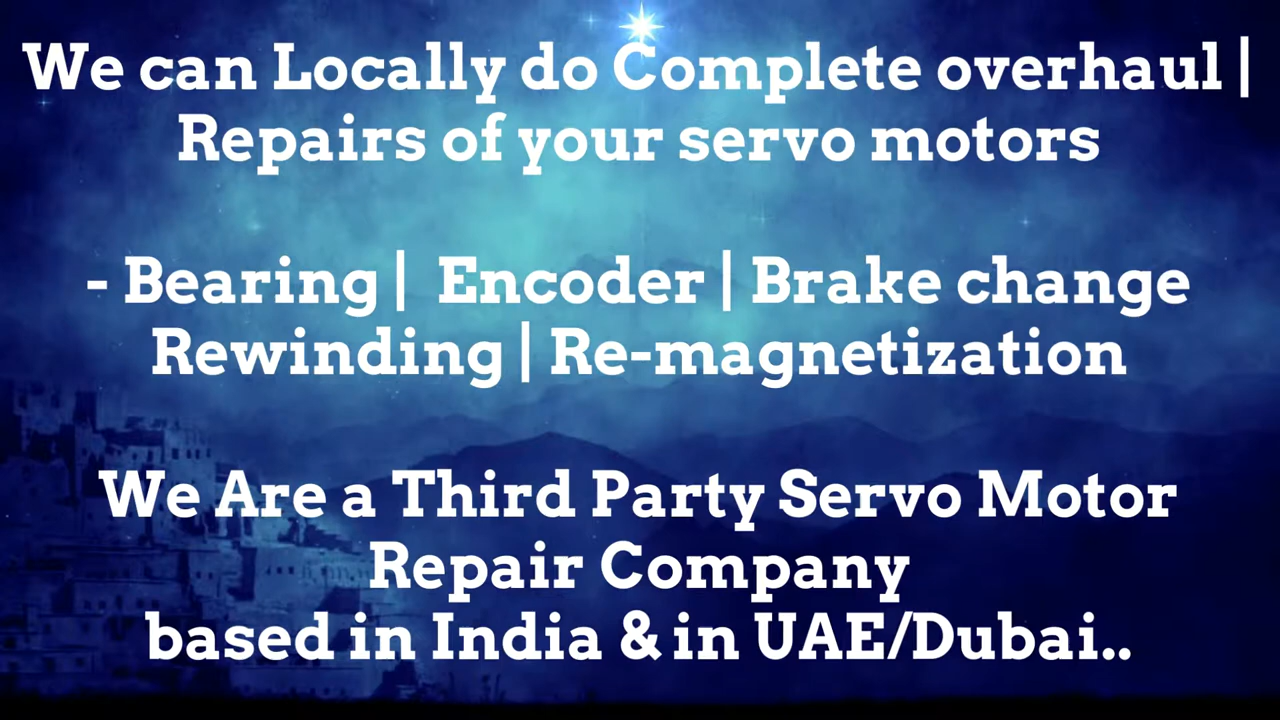 We can Locally do Complete overhaul |
Repairs of your servo motors
- Bearing |  Encoder | Brake change
Rewinding | Re-magnetization
We Are a Third Party Servo Motor
Repair Company
based in India & in UAE/Dubai..